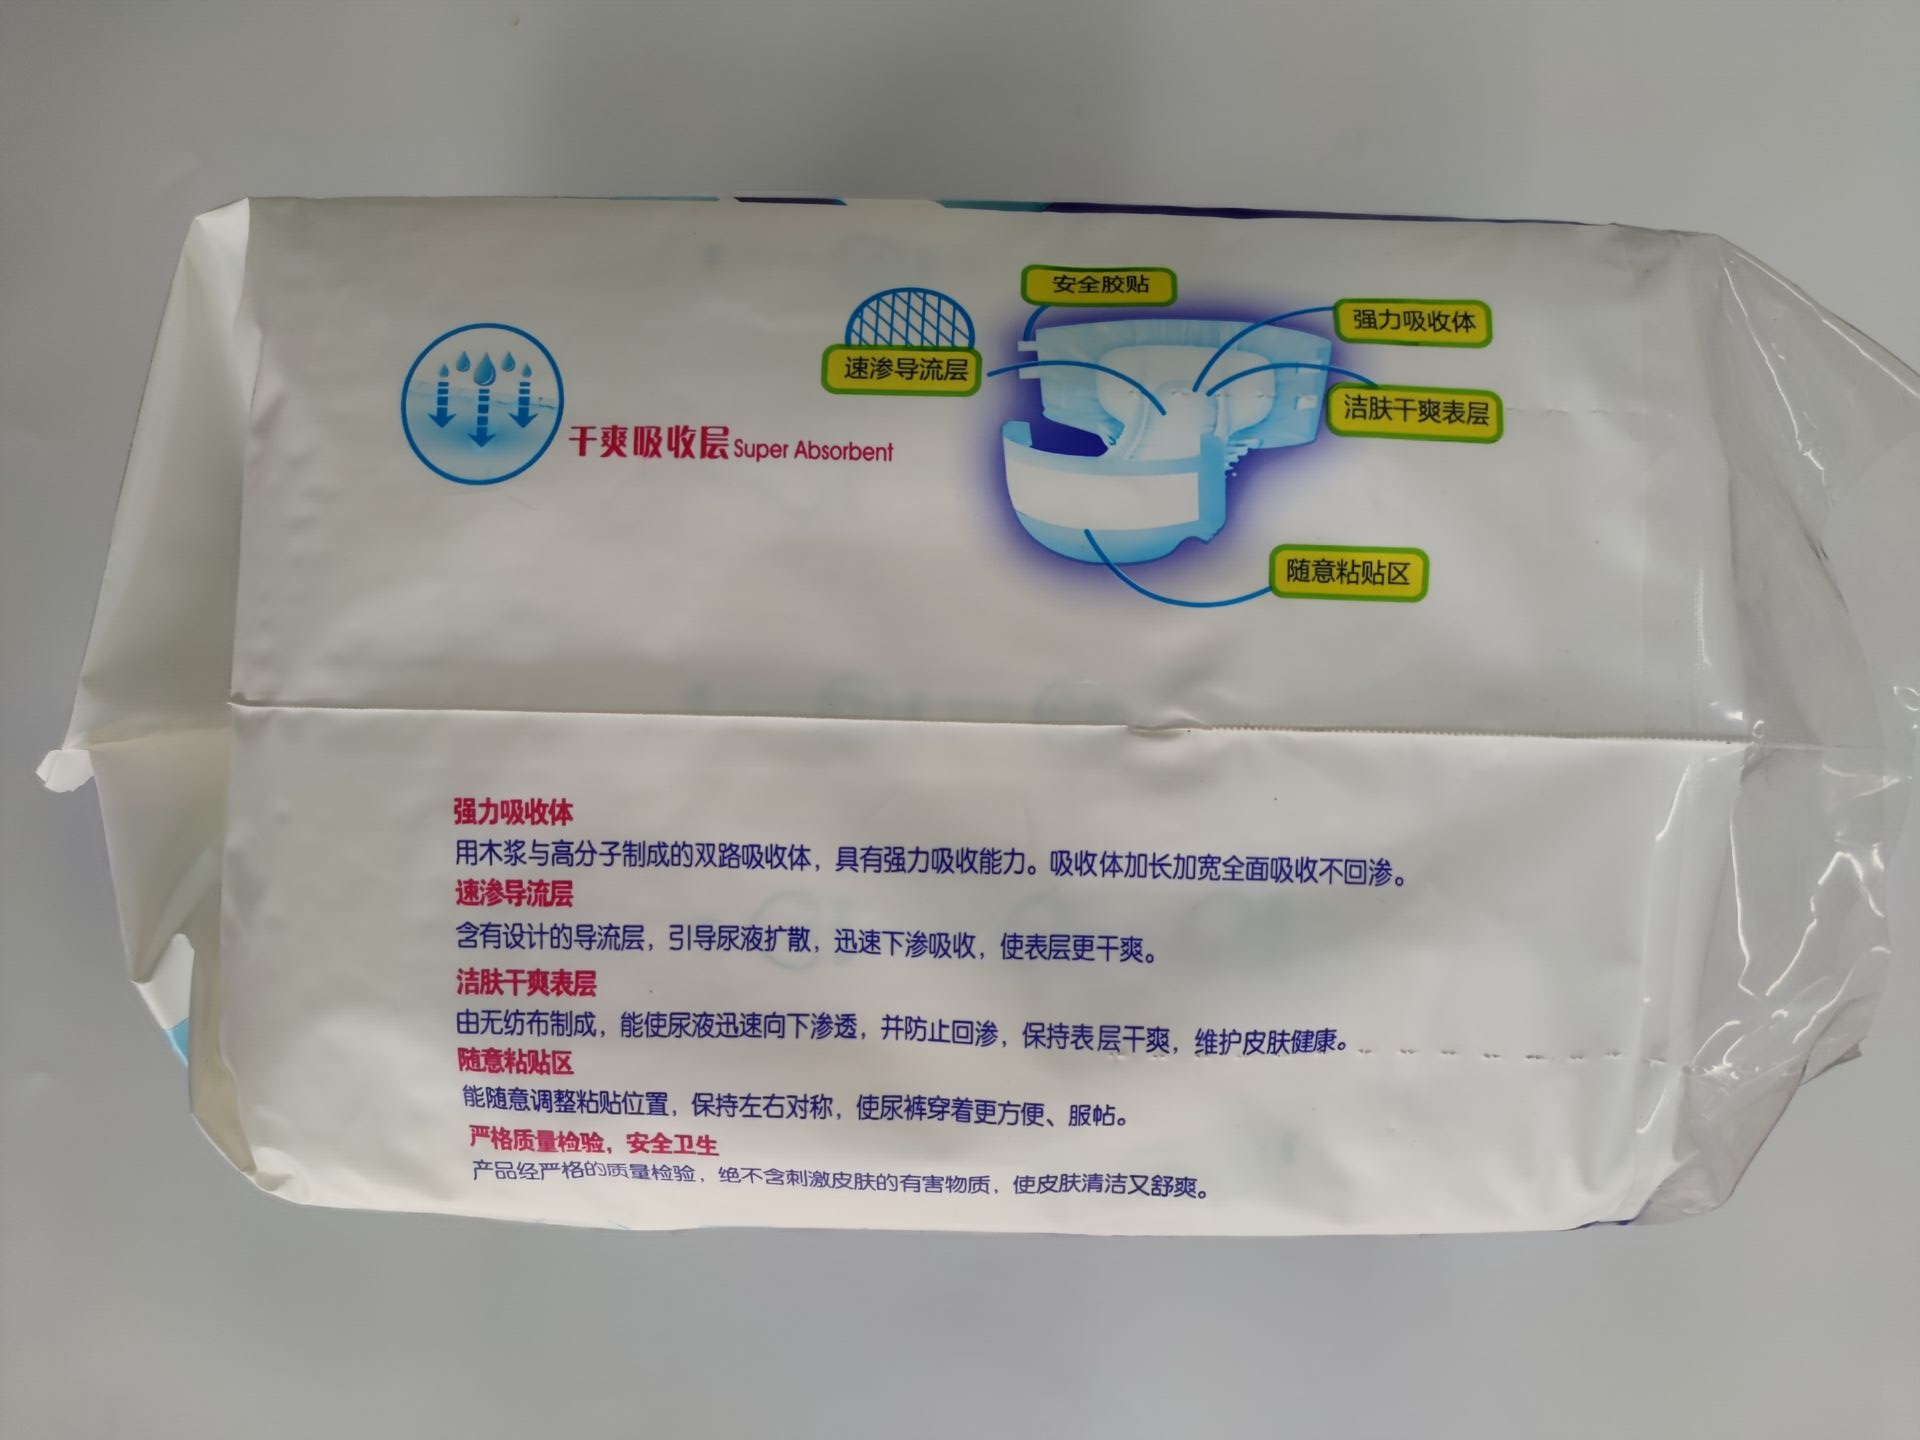 安全胶贴
强力吸收体
速渗导流层
洁肤干爽表层
干爽吸收层 Super Absorbent
随意粘贴区
强力吸收体
用木浆与高分子制成的双路吸收体，具有强力吸收能力。吸收体加长加宽全面吸收不回渗。
速渗导流层
含有设计的导流层，引导尿液扩散，迅速下渗吸收，使表层更干爽。
洁肤干爽表层
由无纺布制成，能使尿液迅速向下渗透，并防止回渗，保持表层干爽，维护皮肤健康。
随意粘贴区
能随意调整粘贴位置，保持左右对称，使尿裤穿着更方便、服帖。
严格质量检验，安全卫生
产品经严格的质量检验，绝不含刺激皮肤的有害物质，使皮肤清洁又舒爽。